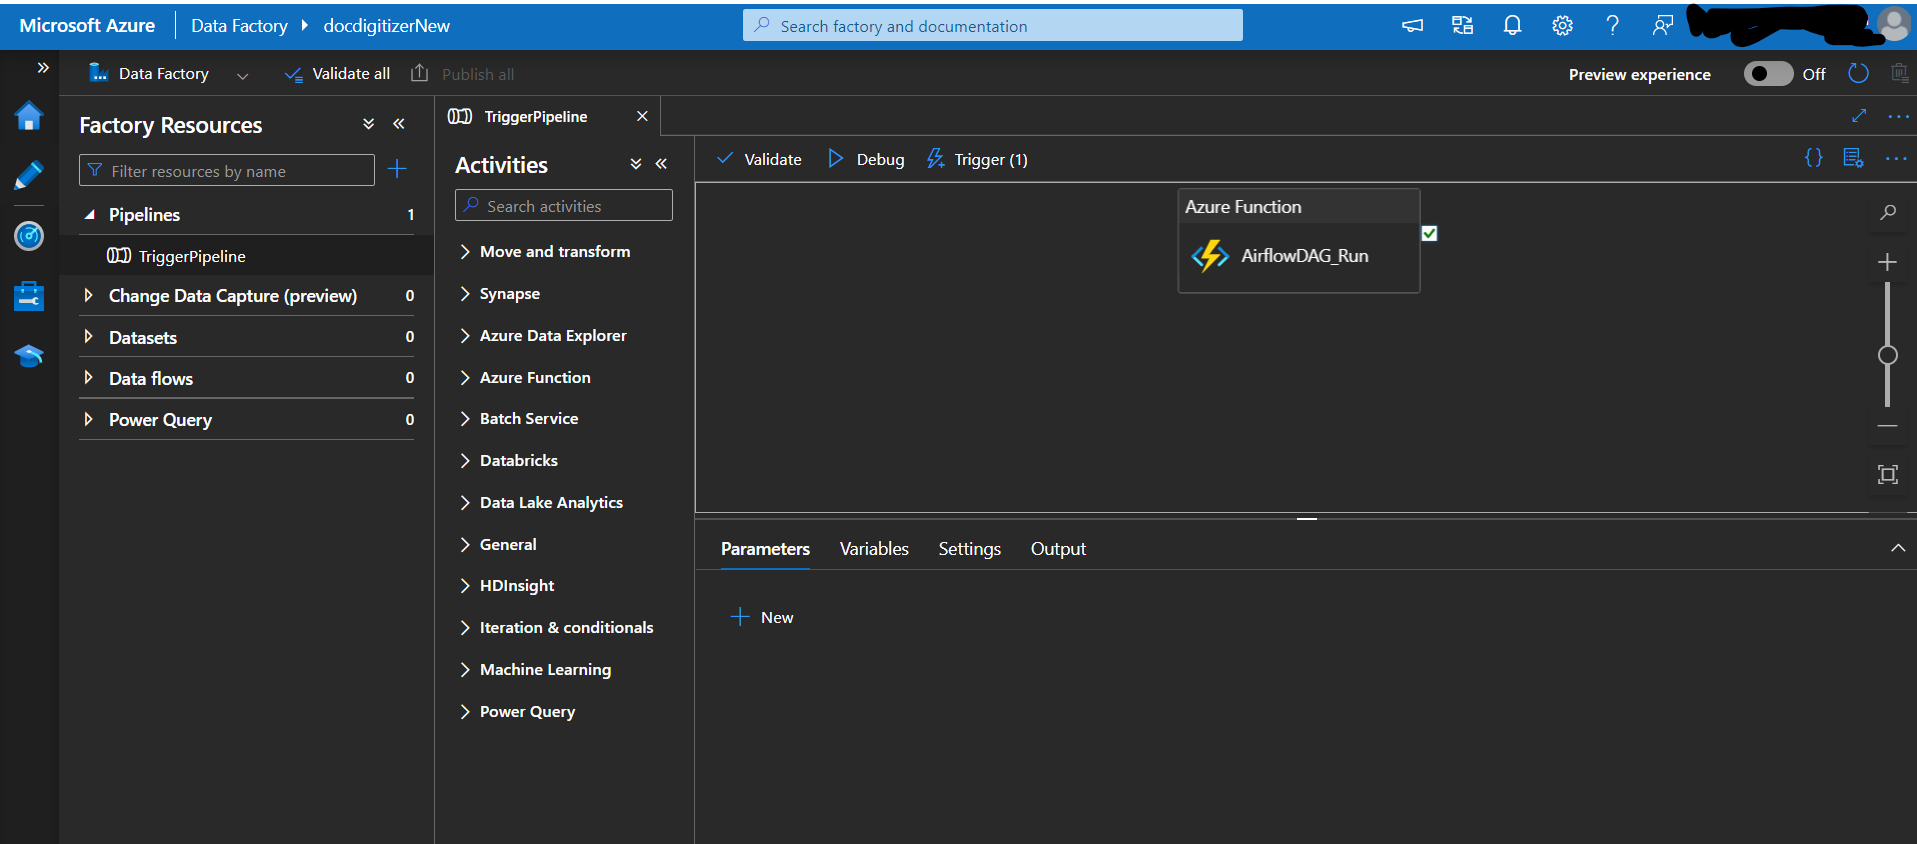 Microsoft Azure
Data Factory
docdigitizerNew
Search factory and documentation
Data Factory
Validate all
Publish all
Preview experience
Off
Factory Resources
Filter resources by name
Pipelines 1
TriggerPipeline
Change Data Capture (preview) 0
Datasets 0
Data flows 0
Power Query 0
TriggerPipeline
Activities
Search activities
Move and transform
Synapse
Azure Data Explorer
Azure Function
Batch Service
Databricks
Data Lake Analytics
General
HDInsight
Iteration & conditionals
Machine Learning
Power Query
Validate
Debug
Trigger (1)
Azure Function
AirflowDAG_Run
Parameters
Variables
Settings
Output
New